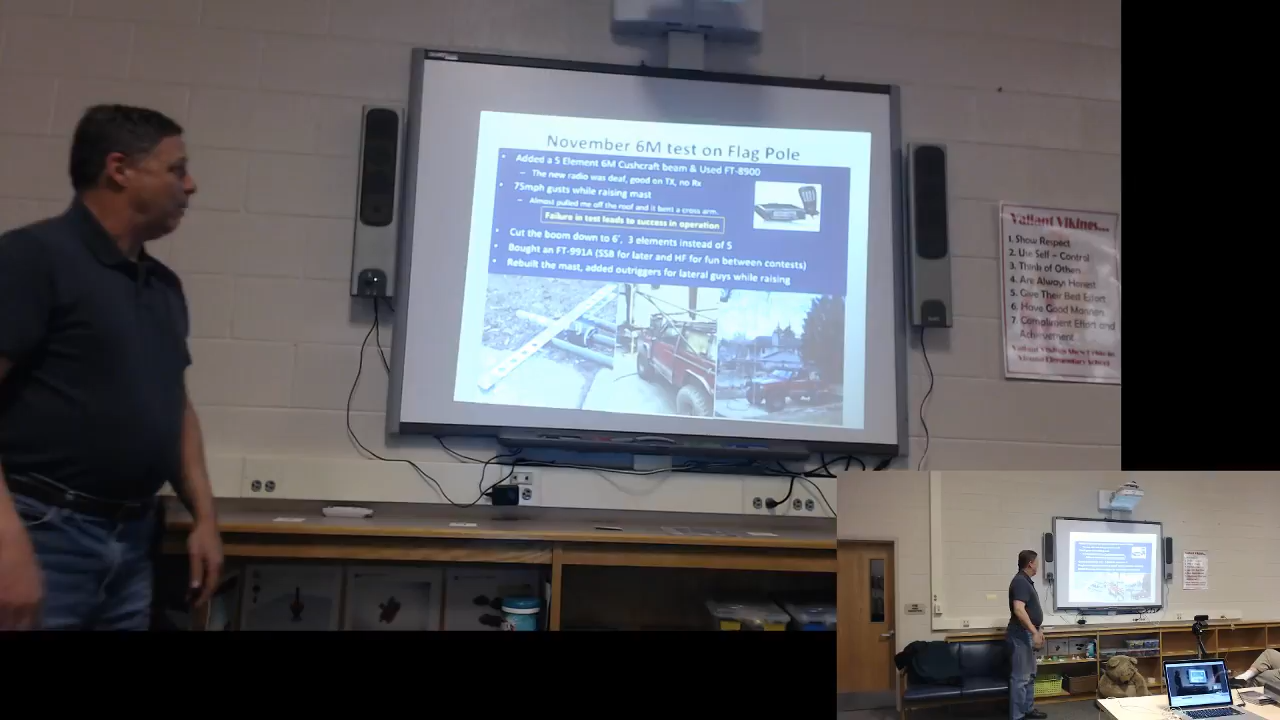 November 6M test on Flag Pole
• Added a 5 Element 6M Cushcraft beam & Used FT-8900
– The new radio was deaf, good on TX, no Rx
• 75mph gusts while raising mast
– Almost pulled me off the roof and it bent a cross arm.
Failure in test leads to success in operation
• Cut the boom down to 6', 3 elements instead of 5
• Bought an FT-991A (SSB for later and HF for fun between contests)
• Rebuilt the mast, added outriggers for lateral guys while raising
Valiant Vikings...
1. Show Respect
2. Use Self - Control
3. Think of Others
4. Are Always Honest
5. Give Their Best Effort
6. Have Good Manners
7. Compliment Effort and
Achievement